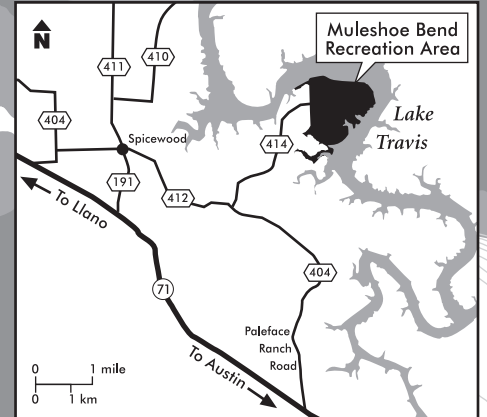 N
Muleshoe Bend
Recreation Area
410
411
404
Lake
Travis
Spicewood
414
191
412
To Llano
404
71
Paleface
Ranch
Road
To Austin
0 1 mile
0 1 km